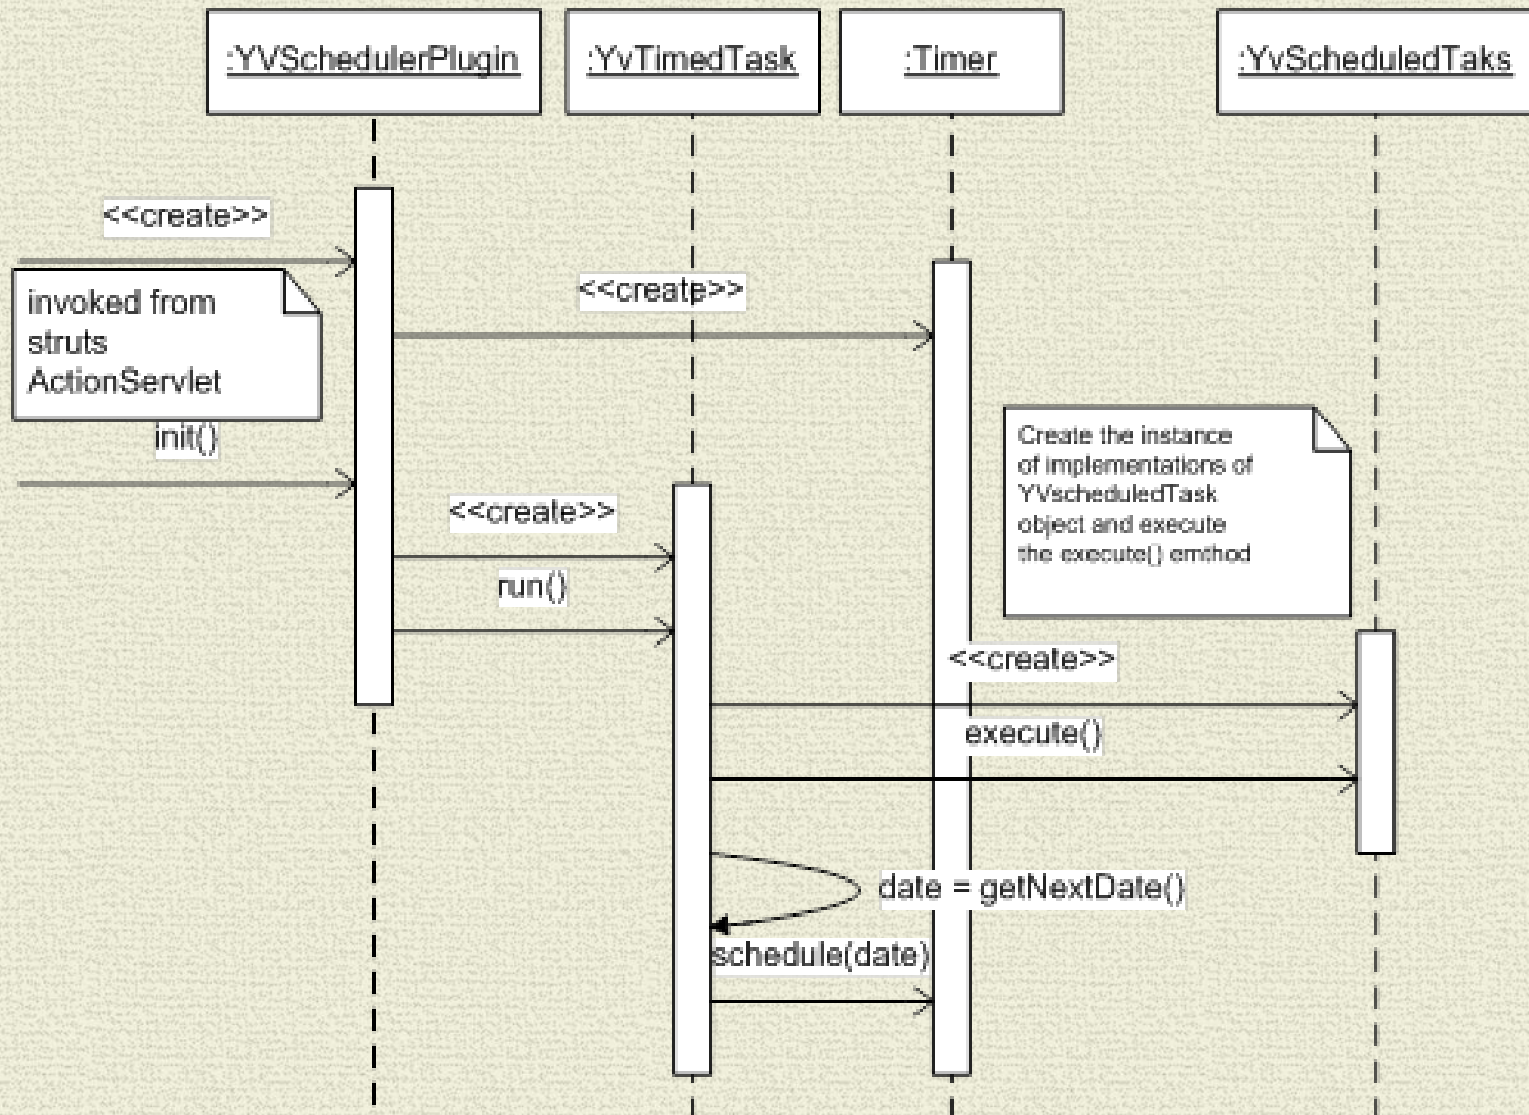 :YVSchedulerPlugin
:YvTimedTask
:Timer
:YvScheduledTaks
<<create>>
invoked from
struts
ActionServlet
<<create>>
init()
Create the instance
of implementations of
YVscheduledTask
object and execute
the execute() emthod
<<create>>
run()
<<create>>
execute()
date = getNextDate()
schedule(date)